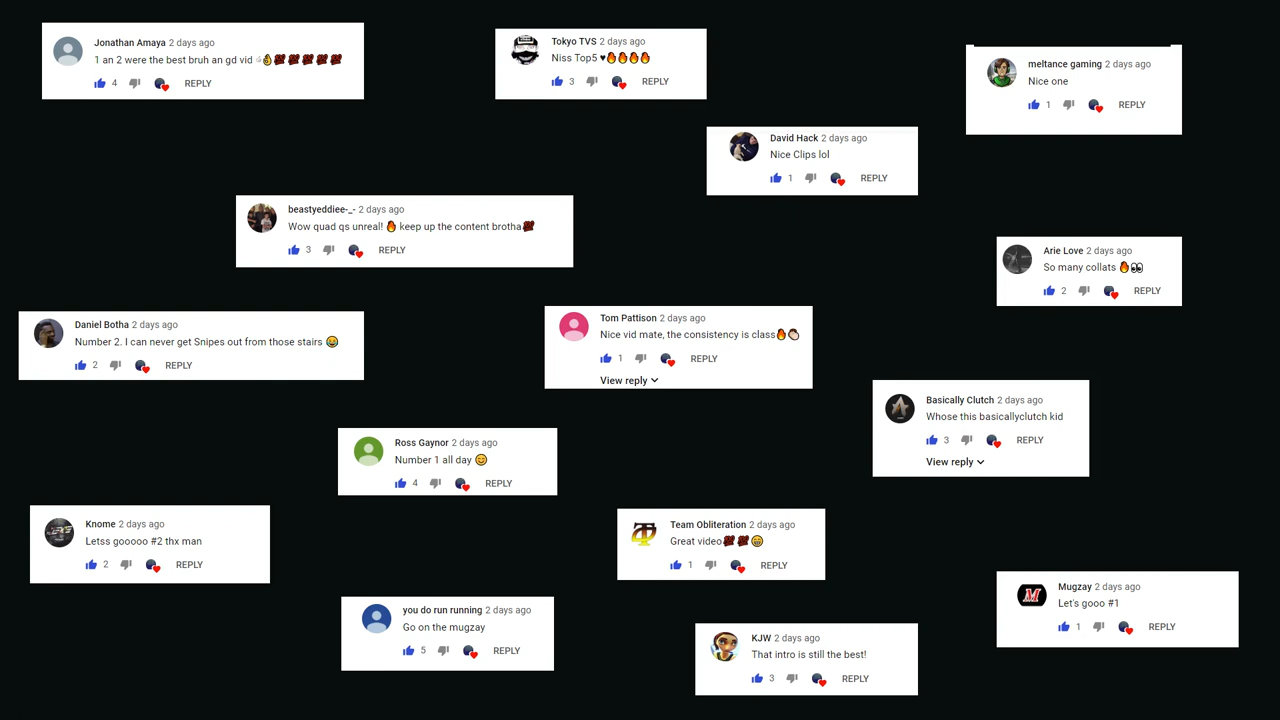 Jonathan Amaya 2 days ago
1 an 2 were the best bruh an gd vid 👌💯💯💯💯💯
4 REPLY
Tokyo TVS 2 days ago
Niss Top5 ♥🔥🔥🔥🔥
3 REPLY
meltance gaming 2 days ago
Nice one
1 REPLY
David Hack 2 days ago
Nice Clips lol
1 REPLY
beastyeddiee-_- 2 days ago
Wow quad qs unreal! 🔥 keep up the content brotha💯
3 REPLY
Arie Love 2 days ago
So many collats 🔥👀
2 REPLY
Daniel Botha 2 days ago
Number 2. I can never get Snipes out from those stairs 😂
2 REPLY
Tom Pattison 2 days ago
Nice vid mate, the consistency is class🔥👌🏻
1 REPLY
View reply
Basically Clutch 2 days ago
Whose this basicallyclutch kid
3 REPLY
View reply
Ross Gaynor 2 days ago
Number 1 all day 😊
4 REPLY
Knome 2 days ago
Letss gooooo #2 thx man
2 REPLY
Team Obliteration 2 days ago
Great video💯💯😁
1 REPLY
you do run running 2 days ago
Go on the mugzay
5 REPLY
Mugzay 2 days ago
Let's gooo #1
1 REPLY
KJW 2 days ago
That intro is still the best!
3 REPLY